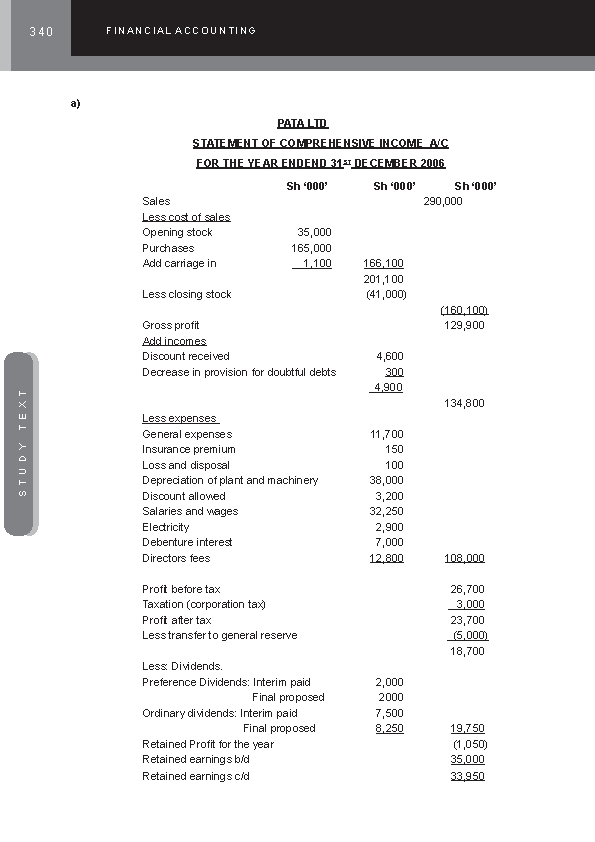 340
FINANCIAL ACCOUNTING
a)
PATA LTD
STATEMENT OF COMPREHENSIVE INCOME A/C
FOR THE YEAR ENDEND 31ST DECEMBER 2006
Sh ‘000’ Sh ‘000’ Sh ‘000’
Sales 290,000
Less cost of sales
Opening stock 35,000
Purchases 165,000
Add carriage in 1,100 166,100
201,100
Less closing stock (41,000)
(160,100)
Gross profit 129,900
Add incomes
Discount received 4,600
Decrease in provision for doubtful debts 300
4,900
134,800
Less expenses
General expenses 11,700
Insurance premium 150
Loss and disposal 100
Depreciation of plant and machinery 38,000
Discount allowed 3,200
Salaries and wages 32,250
Electricity 2,900
Debenture interest 7,000
Directors fees 12,800 108,000
Profit before tax 26,700
Taxation (corporation tax) 3,000
Profit after tax 23,700
Less transfer to general reserve (5,000)
18,700
Less: Dividends.
Preference Dividends: Interim paid 2,000
Final proposed 2000
Ordinary dividends: Interim paid 7,500
Final proposed 8,250 19,750
Retained Profit for the year (1,050)
Retained earnings b/d 35,000
Retained earnings c/d 33,950
STUDY TEXT